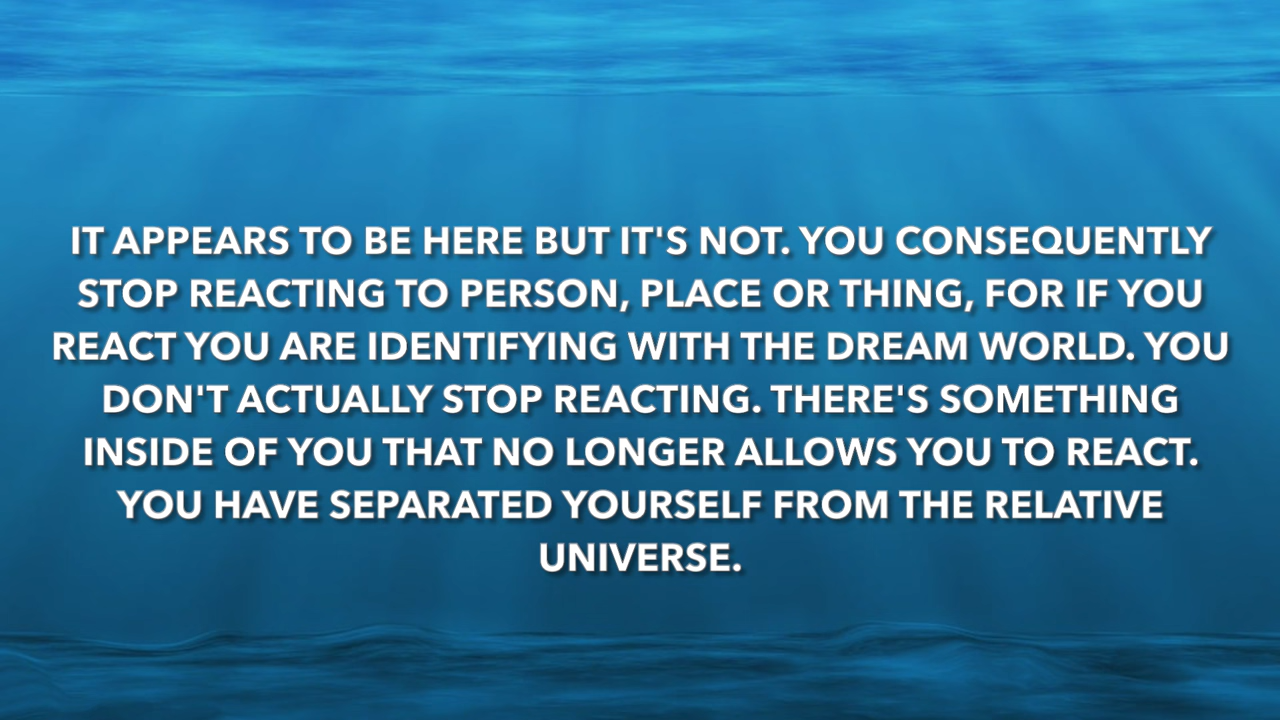 IT APPEARS TO BE HERE BUT IT'S NOT. YOU CONSEQUENTLY
STOP REACTING TO PERSON, PLACE OR THING, FOR IF YOU
REACT YOU ARE IDENTIFYING WITH THE DREAM WORLD. YOU
DON'T ACTUALLY STOP REACTING. THERE'S SOMETHING
INSIDE OF YOU THAT NO LONGER ALLOWS YOU TO REACT.
YOU HAVE SEPARATED YOURSELF FROM THE RELATIVE
UNIVERSE.